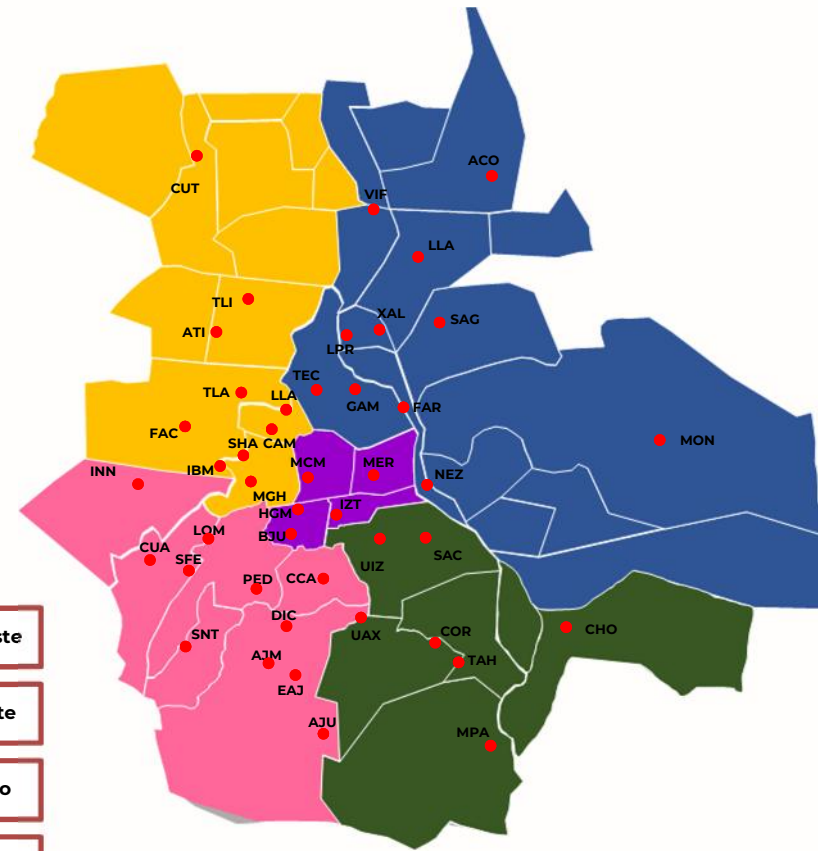 ACO
CUT
VIF
LLA
TLI
XAL
SAG
ATI
LPR
TEC
TLA
LLA
GAM
FAR
FAC
SHA
CAM
MON
INN
IBM
MCM
MER
NEZ
MGH
IZT
HGM
LOM
BJU
CUA
SFE
UIZ
SAC
PED
CCA
DIC
UAX
COR
CHO
SNT
AJM
TAH
EAJ
AJU
MPA
ste
te
o